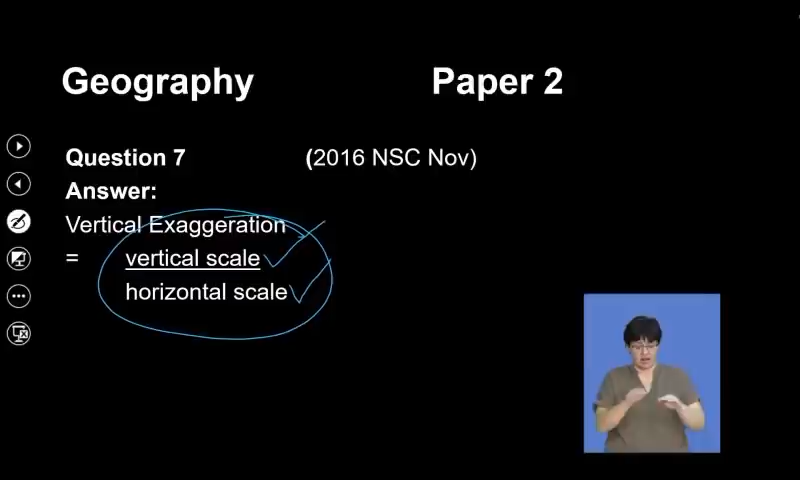 Geography Paper 2
Question 7 (2016 NSC Nov)
Answer:
Vertical Exaggeration
= vertical scale
horizontal scale